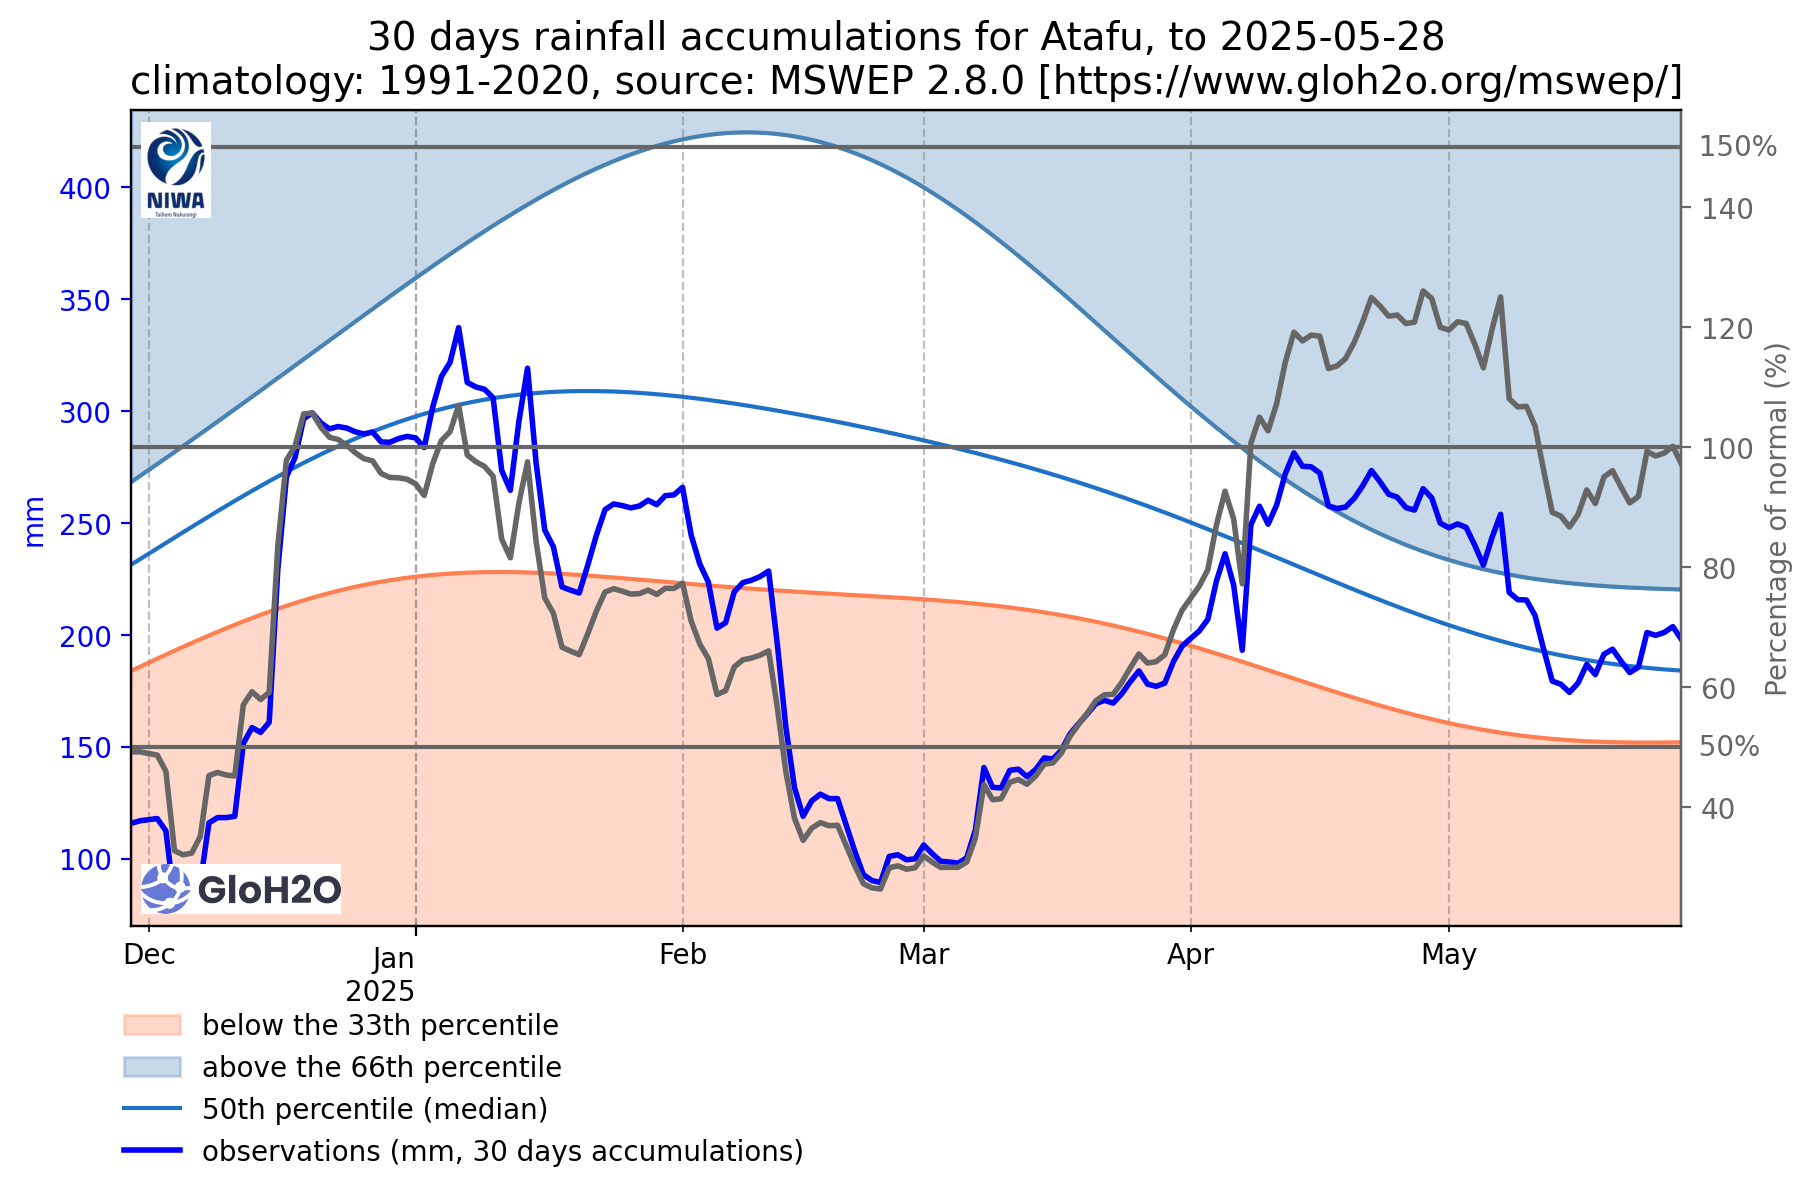 30 days rainfall accumulations for Atafu, to 2025-05-28
climatology: 1991-2020, source: MSWEP 2.8.0 [https://www.gloh2o.org/mswep/]
NIWA
Taihoro Nukurangi
400
350
300
250
200
150
100
mm
150%
140
120
100
80
60
50%
40
Percentage of normal (%)
GloH2O
Dec
Jan
2025
Feb
Mar
Apr
May
below the 33th percentile
above the 66th percentile
50th percentile (median)
observations (mm, 30 days accumulations)